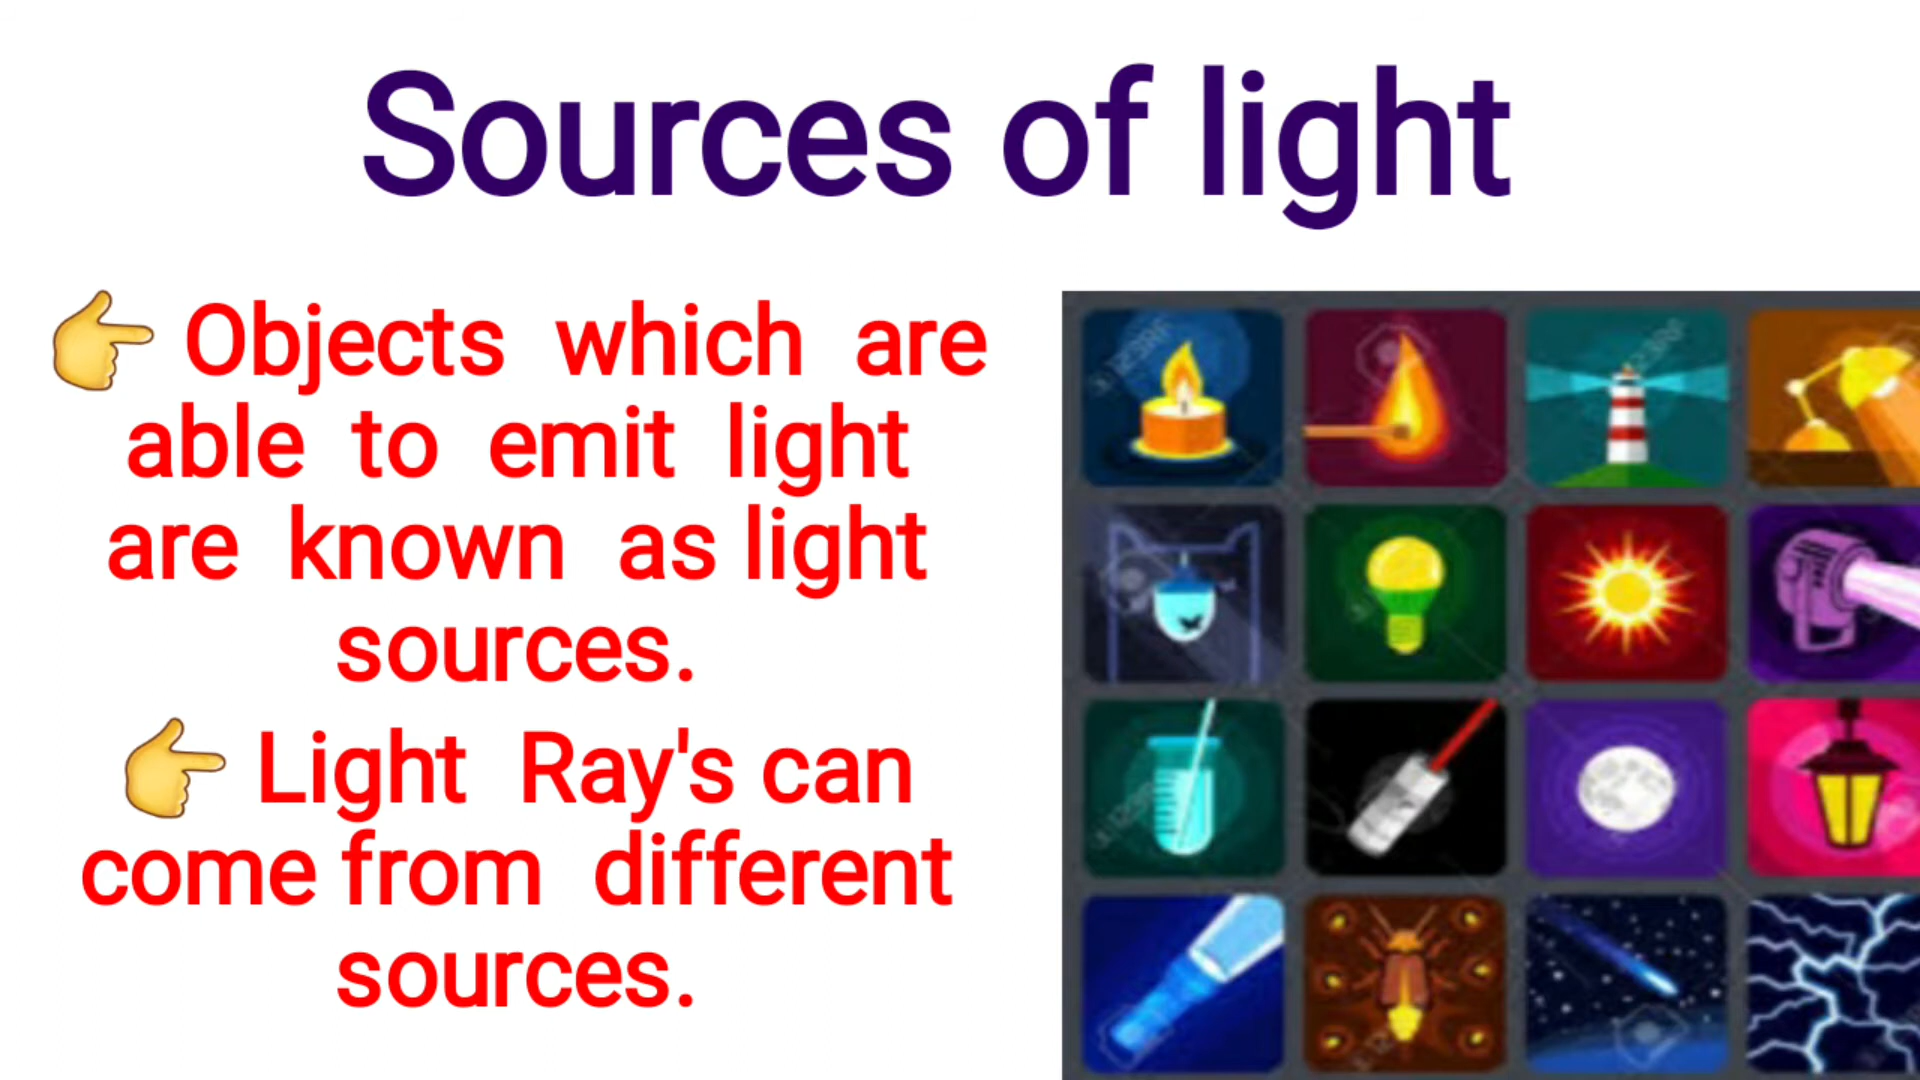 Sources of light
👉 Objects which are
able to emit light
are known as light
sources.
👉 Light Ray's can
come from different
sources.